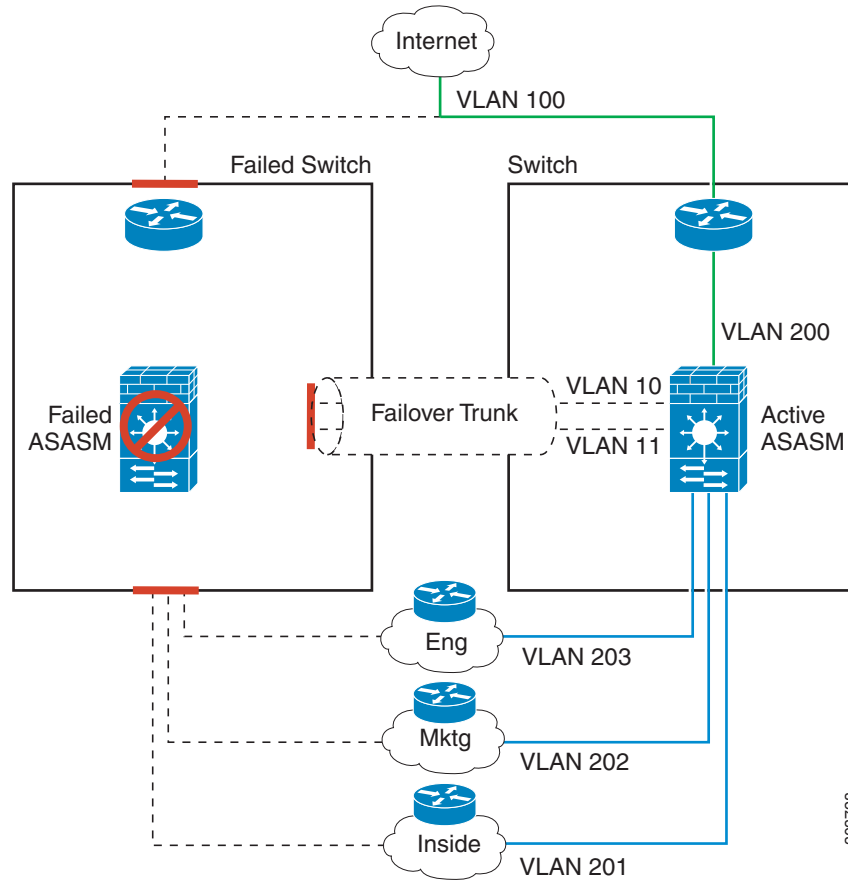 Internet
VLAN 100
Failed Switch
Switch
VLAN 200
Failed
ASASM
Failover Trunk
VLAN 10
VLAN 11
Active
ASASM
Eng
VLAN 203
Mktg
VLAN 202
Inside
VLAN 201